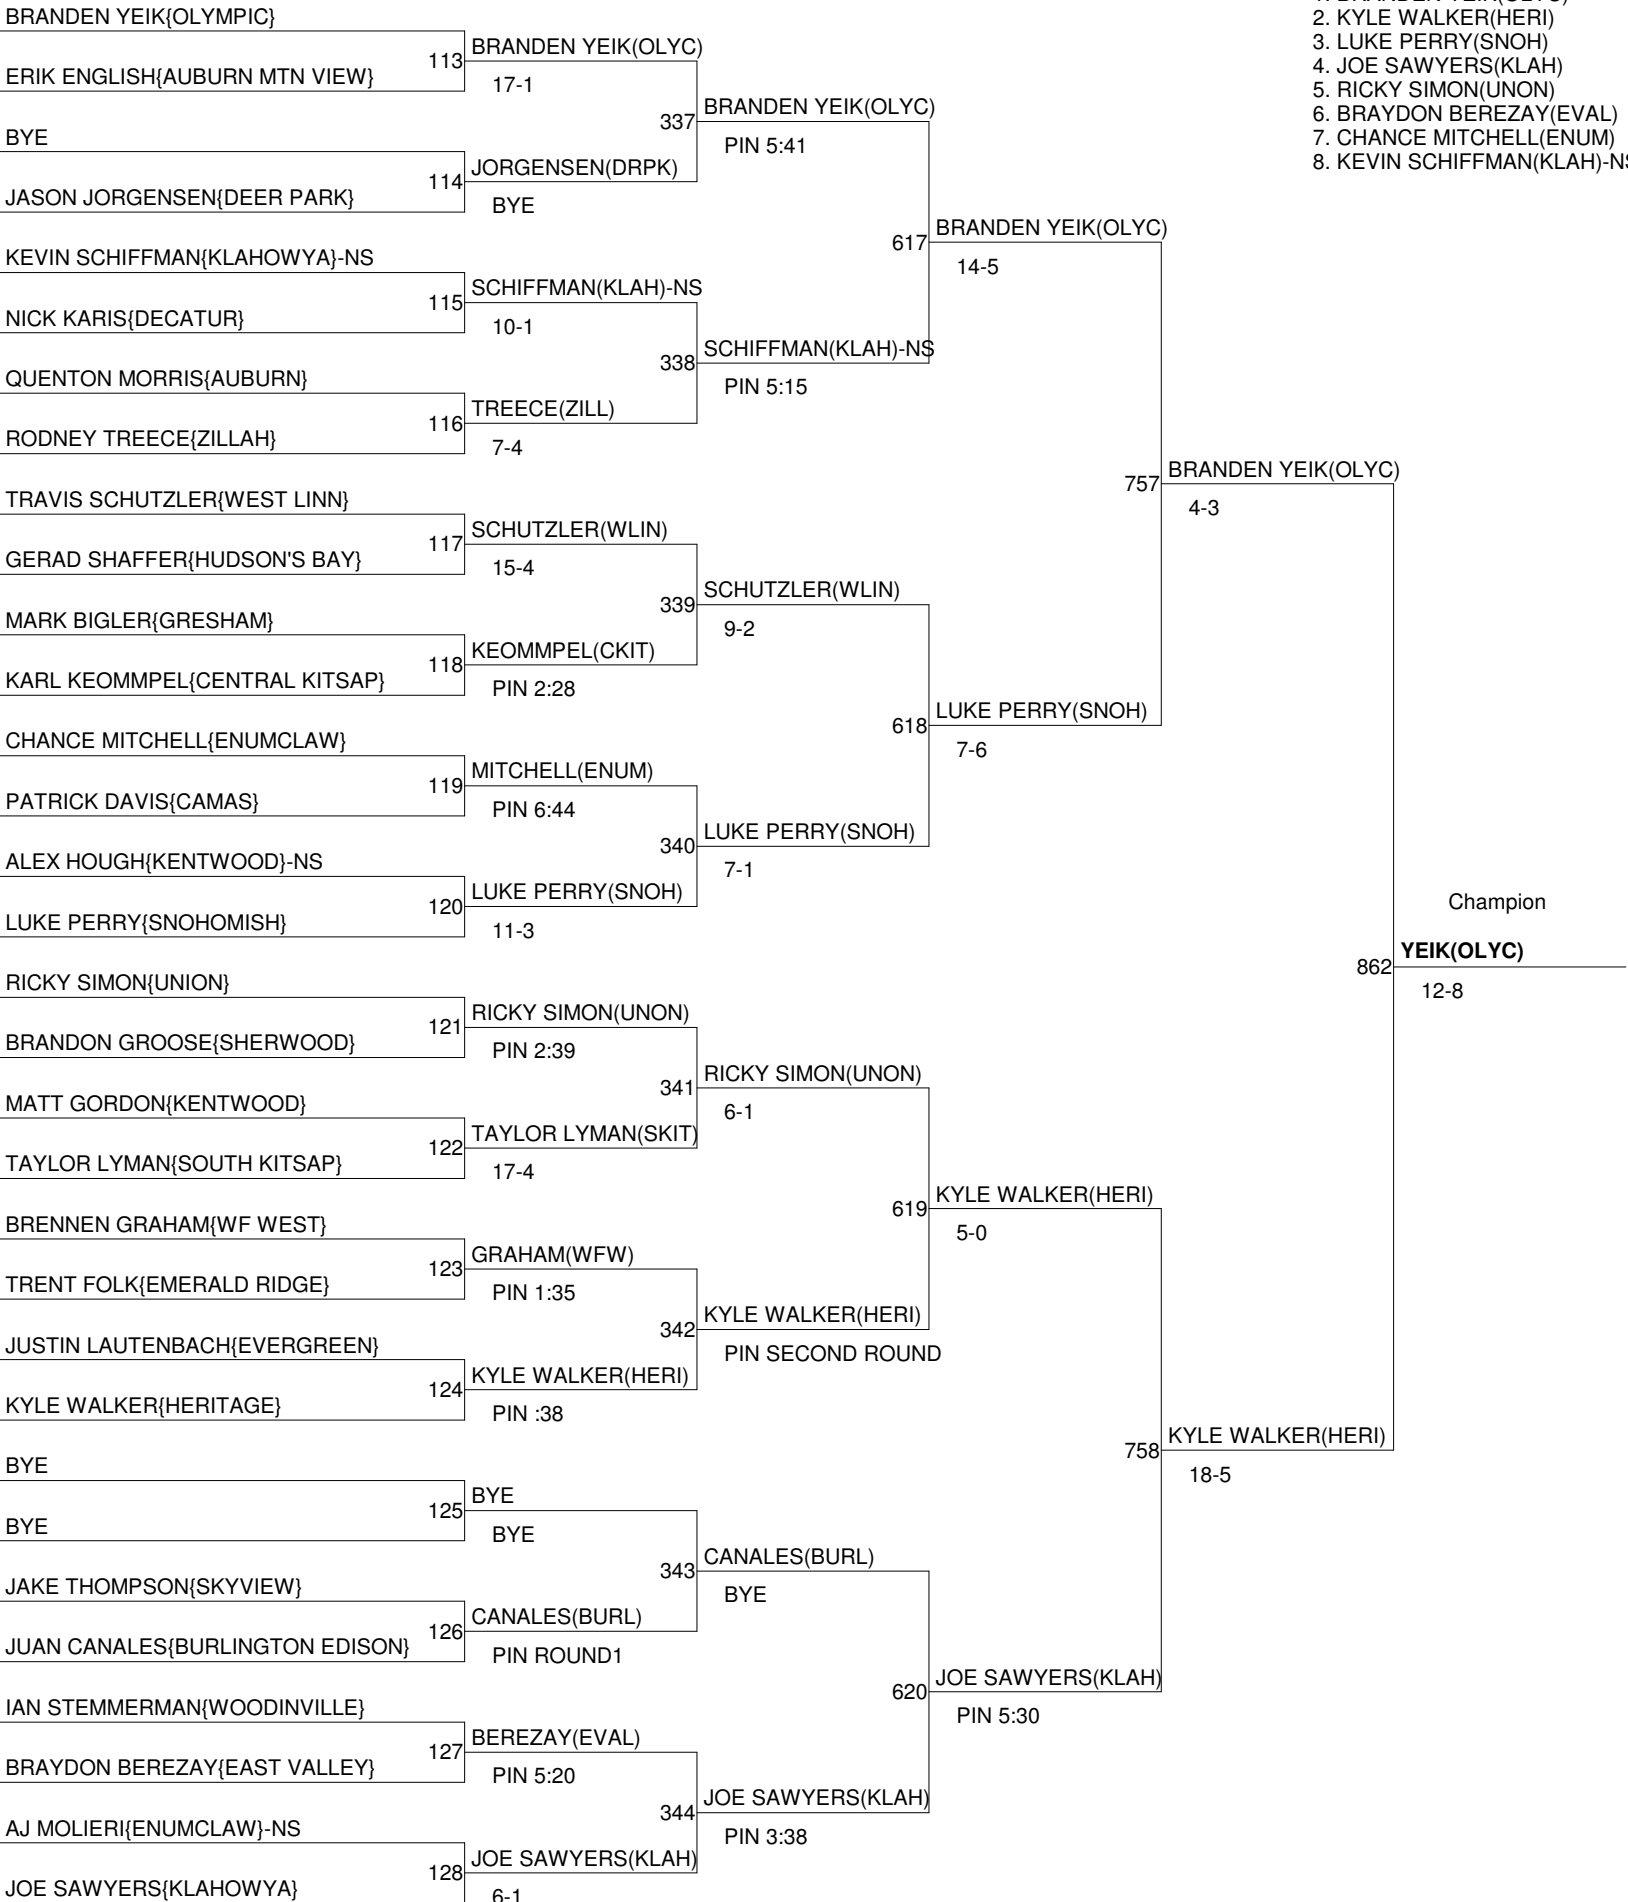 BRANDEN YEIK{OLYMPIC}
ERIK ENGLISH{AUBURN MTN VIEW}
BYE
JASON JORGENSEN{DEER PARK}
KEVIN SCHIFFMAN{KLAHOWYA}-NS
NICK KARIS{DECATUR}
QUENTON MORRIS{AUBURN}
RODNEY TREECE{ZILLAH}
TRAVIS SCHUTZLER{WEST LINN}
GERAD SHAFFER{HUDSON'S BAY}
MARK BIGLER{GRESHAM}
KARL KEOMMPEL{CENTRAL KITSAP}
CHANCE MITCHELL{ENUMCLAW}
PATRICK DAVIS{CAMAS}
ALEX HOUGH{KENTWOOD}-NS
LUKE PERRY{SNOHOMISH}
RICKY SIMON{UNION}
BRANDON GROOSE{SHERWOOD}
MATT GORDON{KENTWOOD}
TAYLOR LYMAN{SOUTH KITSAP}
BRENNEN GRAHAM{WF WEST}
TRENT FOLK{EMERALD RIDGE}
JUSTIN LAUTENBACH{EVERGREEN}
KYLE WALKER{HERITAGE}
BYE
BYE
JAKE THOMPSON{SKYVIEW}
JUAN CANALES{BURLINGTON EDISON}
IAN STEMMERMAN{WOODINVILLE}
BRAYDON BEREZAY{EAST VALLEY}
AJ MOLIERI{ENUMCLAW}-NS
JOE SAWYERS{KLAHOWYA}
113 BRANDEN YEIK(OLYC)
17-1
114 JORGENSEN(DRPK)
BYE
115 SCHIFFMAN(KLAH)-NS
10-1
116 TREECE(ZILL)
7-4
117 SCHUTZLER(WLIN)
15-4
118 KEOMMPEL(CKIT)
PIN 2:28
119 MITCHELL(ENUM)
PIN 6:44
120 LUKE PERRY(SNOH)
11-3
121 RICKY SIMON(UNON)
PIN 2:39
122 TAYLOR LYMAN(SKIT)
17-4
123 GRAHAM(WFW)
PIN 1:35
124 KYLE WALKER(HERI)
PIN :38
125 BYE
BYE
126 CANALES(BURL)
PIN ROUND1
127 BEREZAY(EVAL)
PIN 5:20
128 JOE SAWYERS(KLAH)
6-1
337 BRANDEN YEIK(OLYC)
PIN 5:41
338 SCHIFFMAN(KLAH)-NS
PIN 5:15
339 SCHUTZLER(WLIN)
9-2
340 LUKE PERRY(SNOH)
7-1
341 RICKY SIMON(UNON)
6-1
342 KYLE WALKER(HERI)
PIN SECOND ROUND
343 CANALES(BURL)
BYE
344 JOE SAWYERS(KLAH)
PIN 3:38
617 BRANDEN YEIK(OLYC)
14-5
618 LUKE PERRY(SNOH)
7-6
619 KYLE WALKER(HERI)
5-0
620 JOE SAWYERS(KLAH)
PIN 5:30
757 BRANDEN YEIK(OLYC)
4-3
758 KYLE WALKER(HERI)
18-5
Champion
862 YEIK(OLYC)
12-8
1. BRANDEN YEIK(OLYC)
2. KYLE WALKER(HERI)
3. LUKE PERRY(SNOH)
4. JOE SAWYERS(KLAH)
5. RICKY SIMON(UNON)
6. BRAYDON BEREZAY(EVAL)
7. CHANCE MITCHELL(ENUM)
8. KEVIN SCHIFFMAN(KLAH)-NS